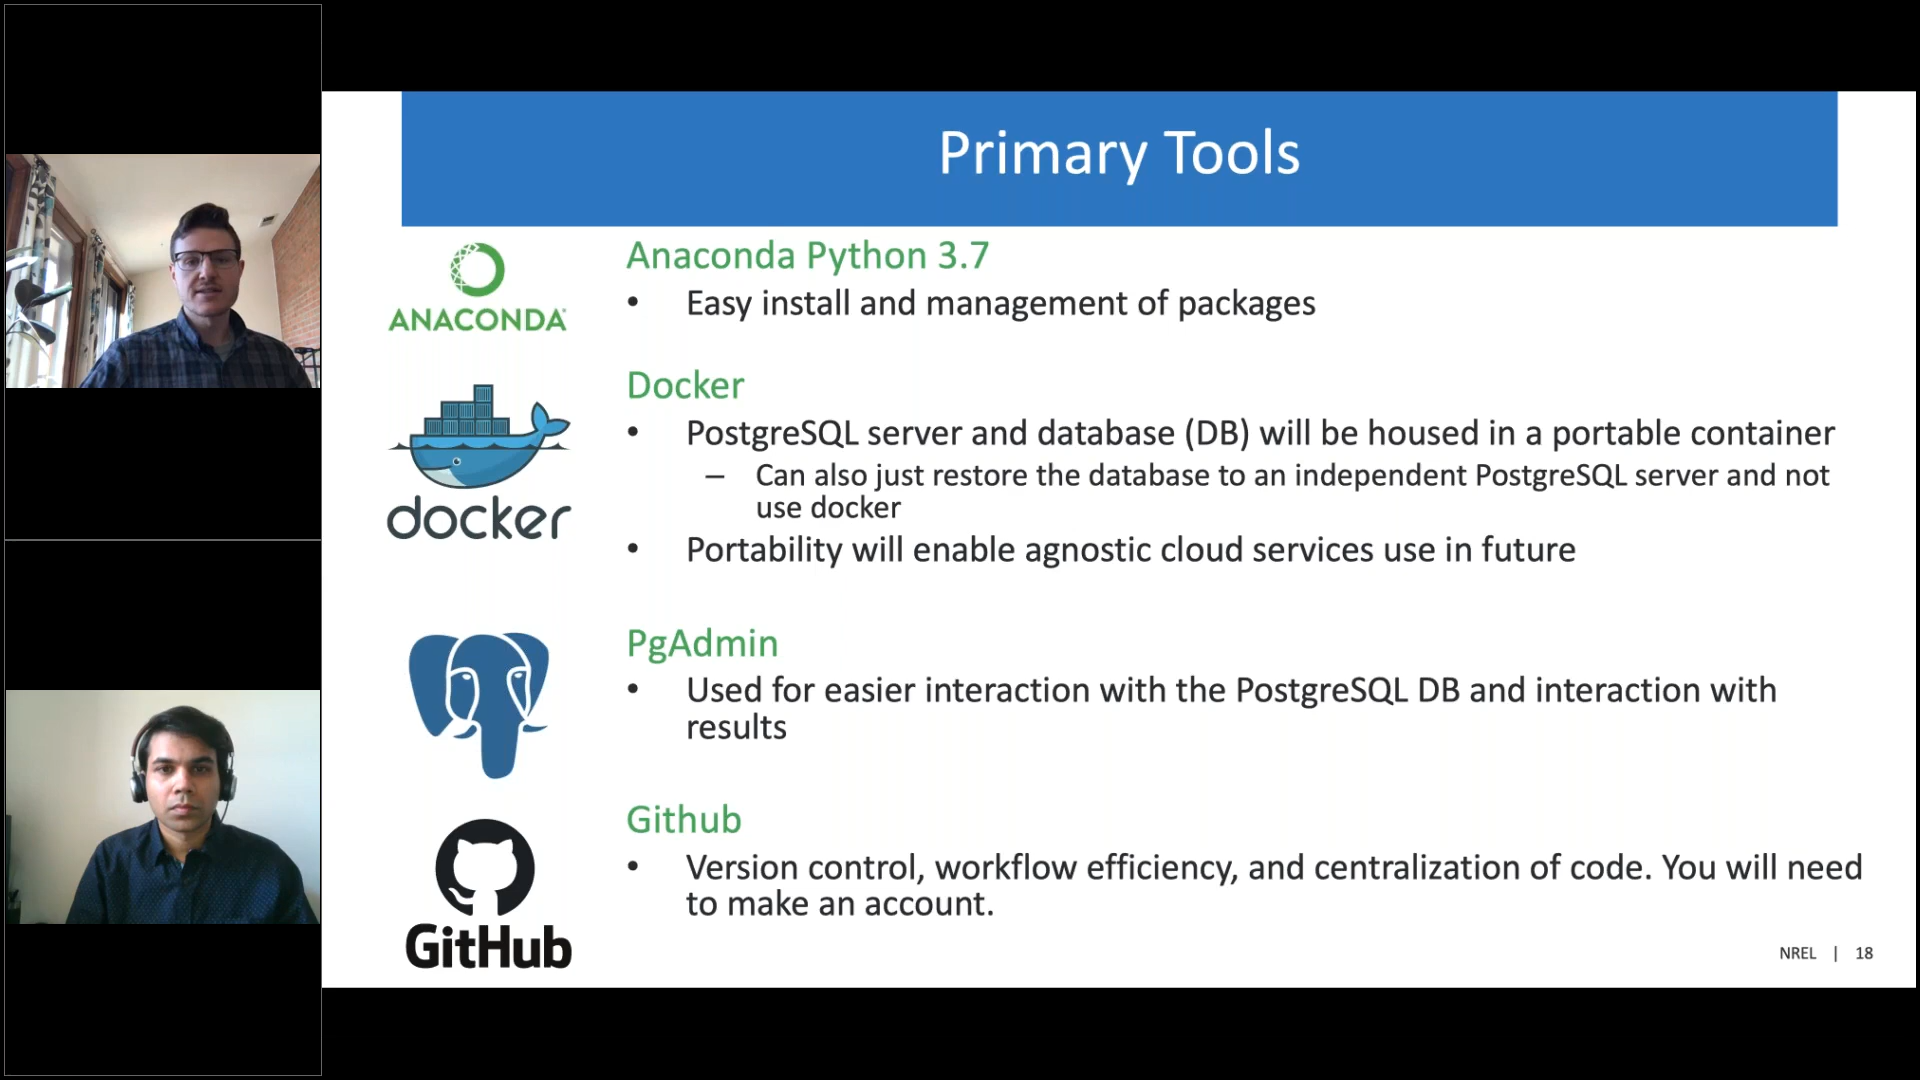 Primary Tools
ANACONDA
Anaconda Python 3.7
• Easy install and management of packages
docker
Docker
• PostgreSQL server and database (DB) will be housed in a portable container
– Can also just restore the database to an independent PostgreSQL server and not
use docker
• Portability will enable agnostic cloud services use in future
PgAdmin
• Used for easier interaction with the PostgreSQL DB and interaction with
results
Github
• Version control, workflow efficiency, and centralization of code. You will need
to make an account.
GitHub
NREL | 18